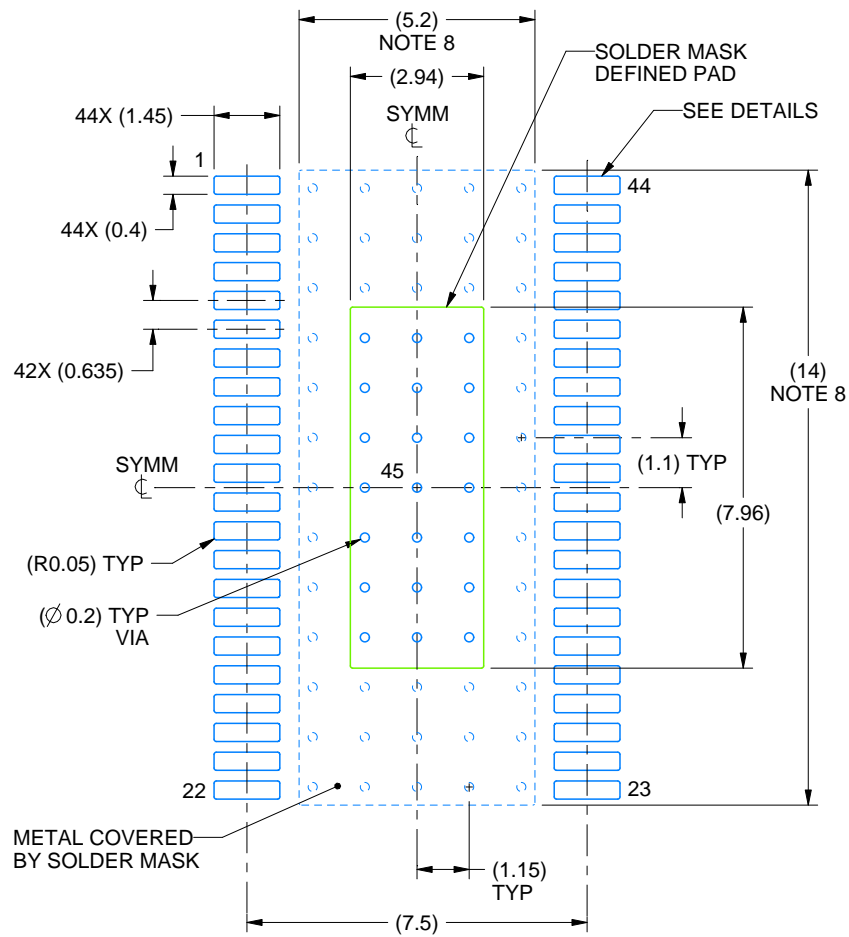 (5.2)
NOTE 8
(2.94)
SYMM
SOLDER MASK
DEFINED PAD
44X (1.45)
SEE DETAILS
1
44
44X (0.4)
42X (0.635)
(14)
NOTE 8
SYMM
45
(1.1) TYP
(7.96)
(R0.05) TYP
(∅ 0.2) TYP
VIA
22
23
METAL COVERED
BY SOLDER MASK
(1.15)
TYP
(7.5)